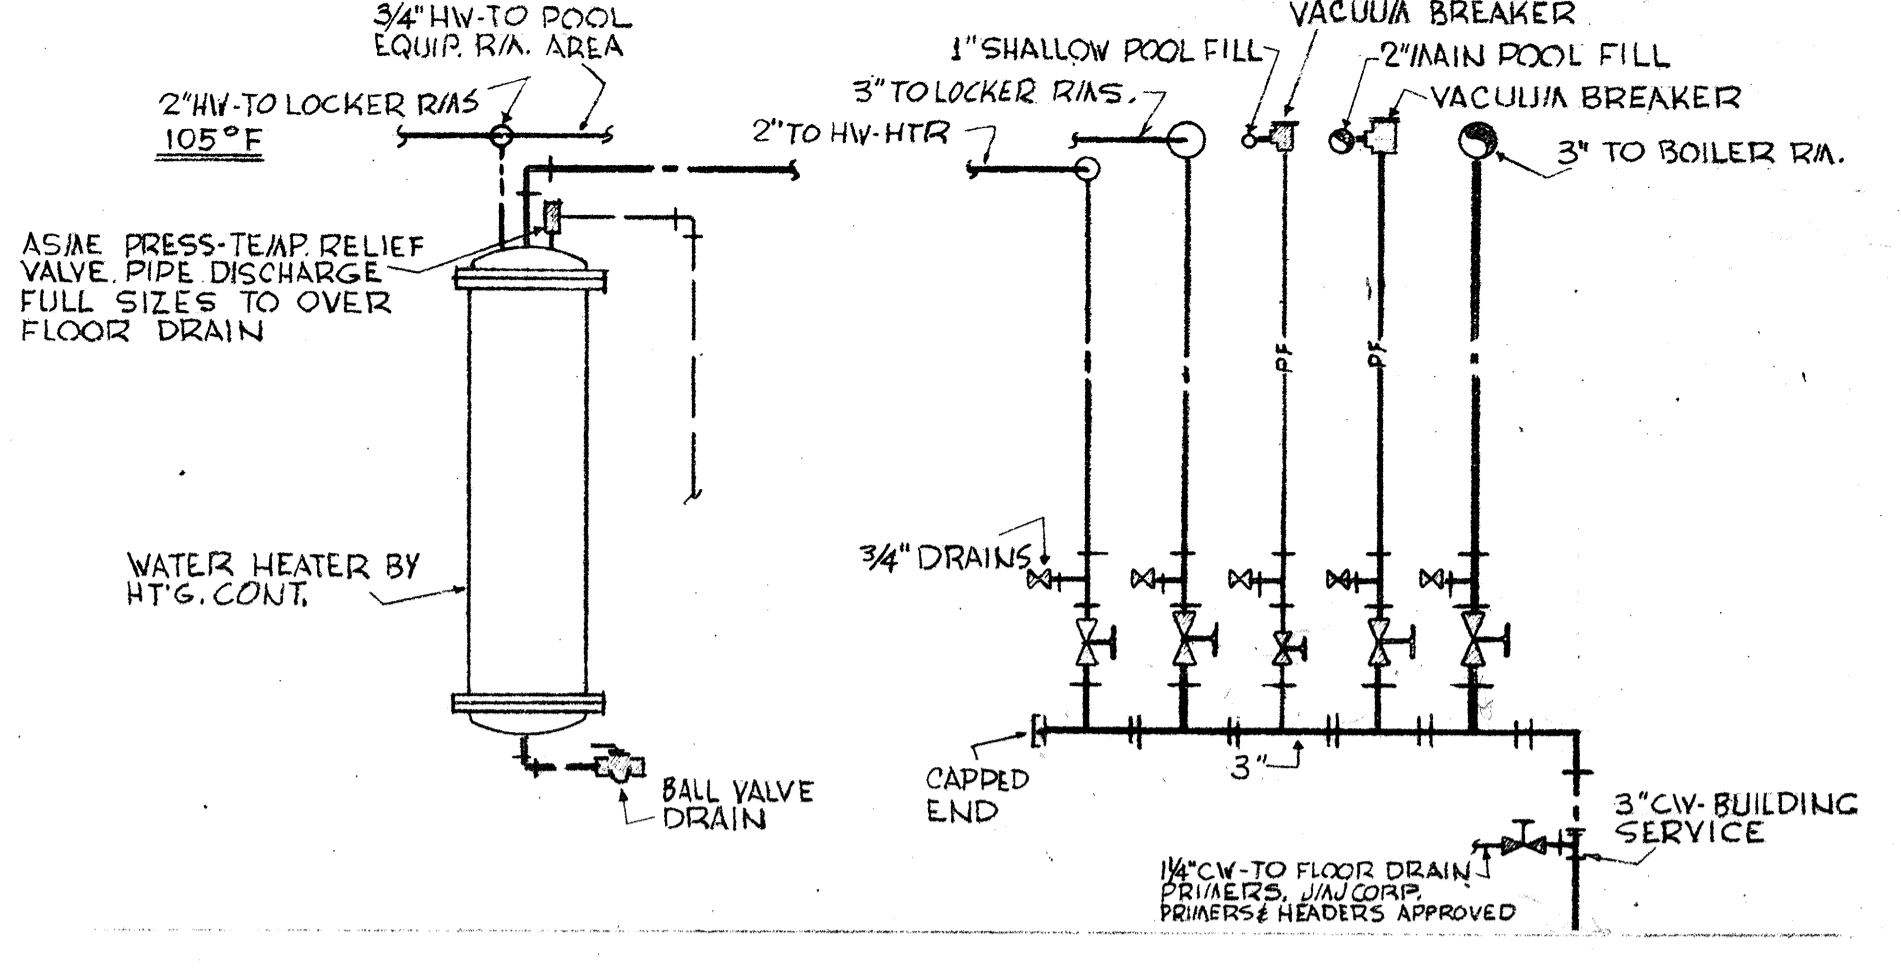 3/4" HW-TO POOL
EQUIP. RM. AREA
2" HW-TO LOCKER RMS
105°F
ASME PRESS-TEMP. RELIEF
VALVE. PIPE DISCHARGE
FULL SIZES TO OVER
FLOOR DRAIN
WATER HEATER BY
HT'G. CONT.
BALL VALVE
DRAIN
VACUUM BREAKER
1" SHALLOW POOL FILL
2" MAIN POOL FILL
3" TO LOCKER RMS.
VACUUM BREAKER
2" TO HW-HTR
3" TO BOILER RM.
PF
PF
3/4" DRAINS
CAPPED
END
3"
3" CW-BUILDING
SERVICE
1¼" CW-TO FLOOR DRAIN
PRIMERS. JMJ CORP.
PRIMERS & HEADERS APPROVED